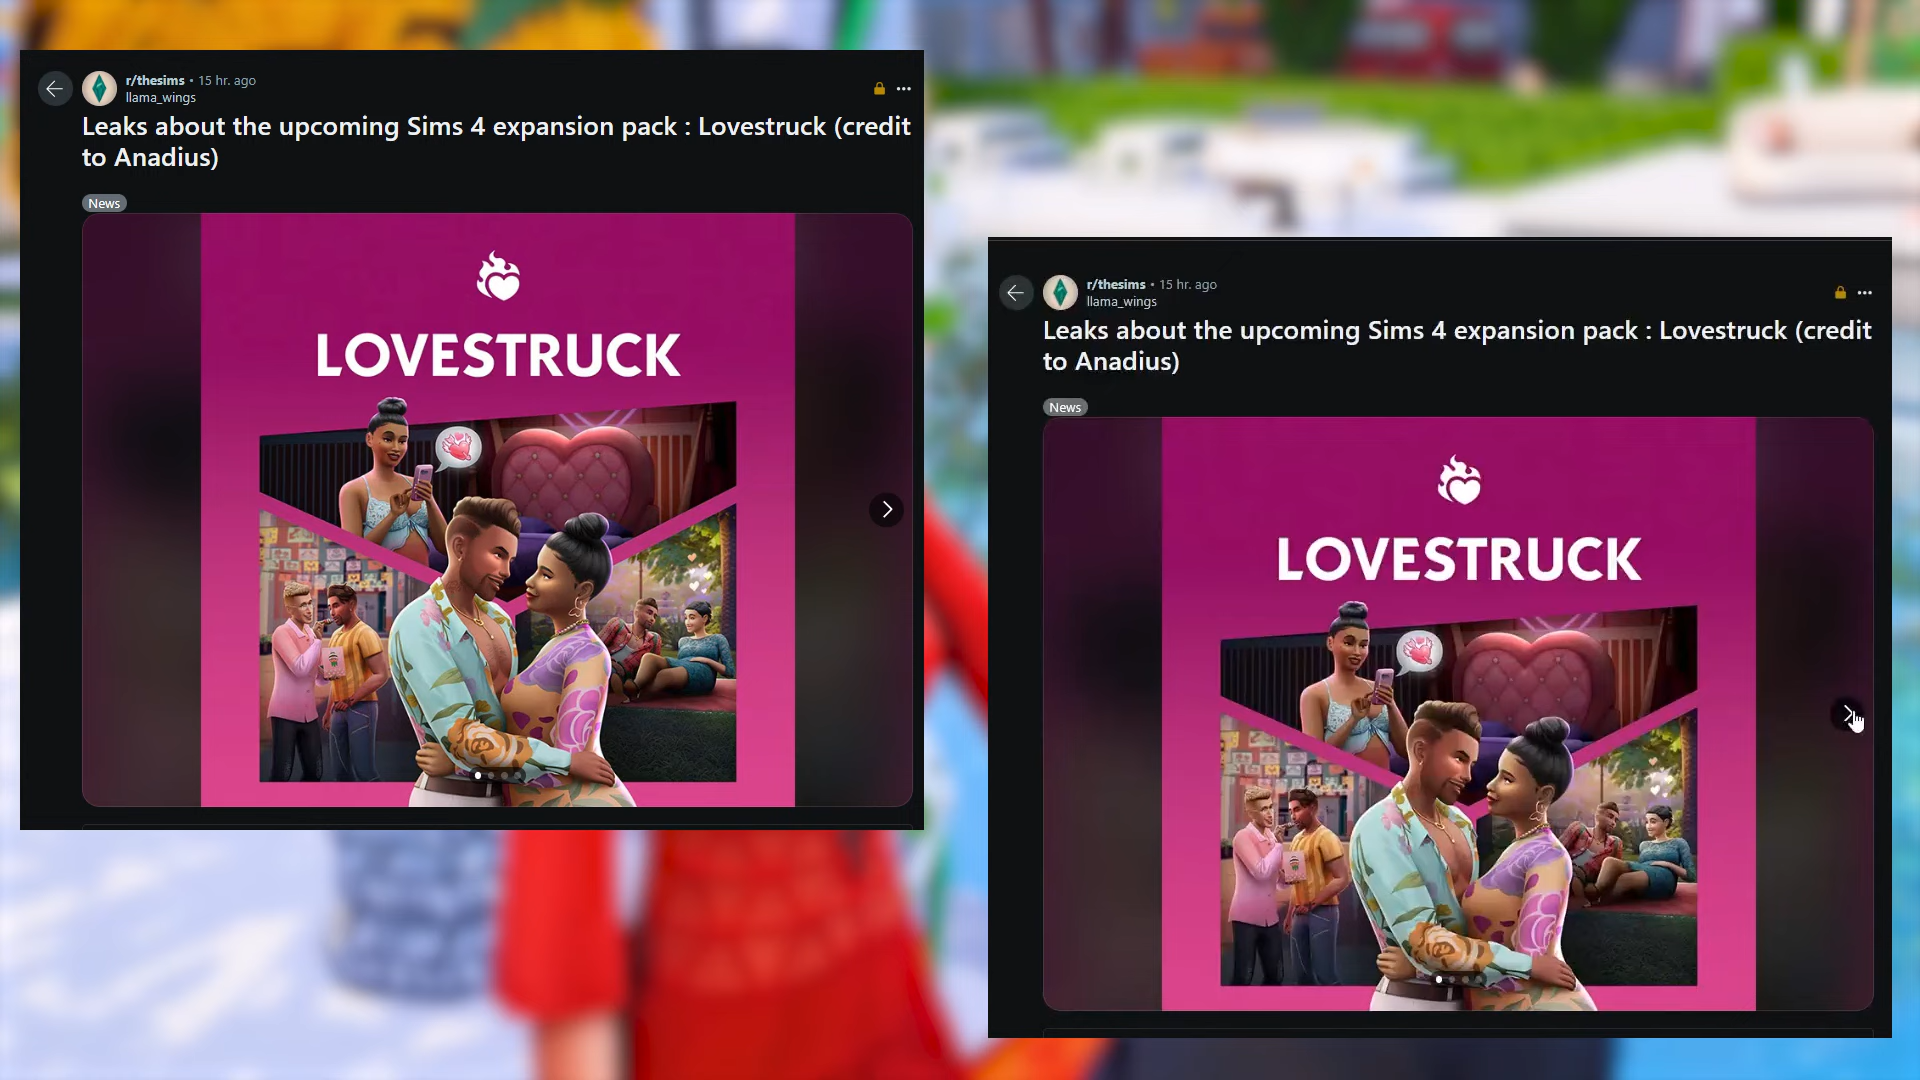 r/thesims • 15 hr. ago
llama_wings
Leaks about the upcoming Sims 4 expansion pack : Lovestruck (credit
to Anadius)
News
LOVESTRUCK
r/thesims • 15 hr. ago
llama_wings
Leaks about the upcoming Sims 4 expansion pack : Lovestruck (credit
to Anadius)
News
LOVESTRUCK